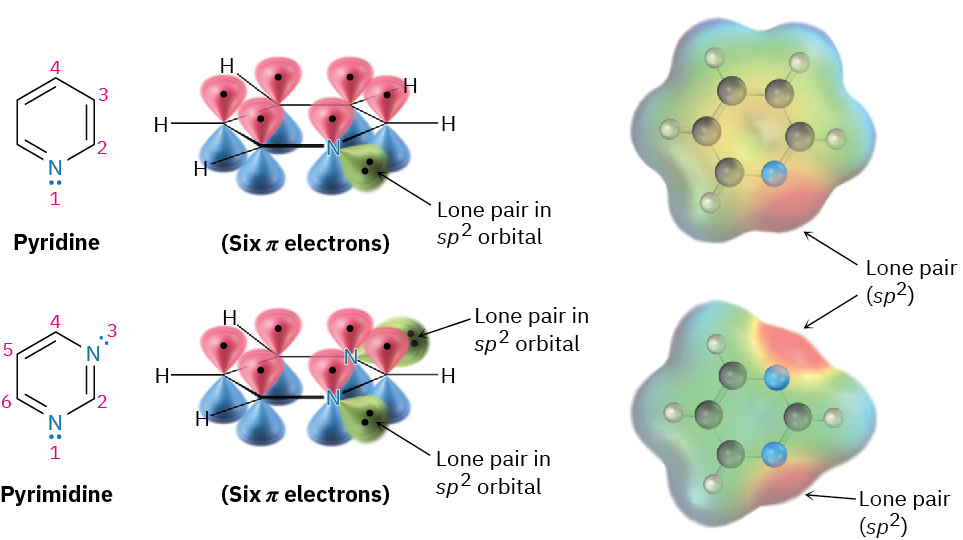 4
3
2
N
1
Pyridine
H
H
H
H
H
N
Lone pair in
sp² orbital
(Six π electrons)
Lone pair
(sp²)
4
3
N
5
6
2
N
1
Pyrimidine
H
H
H
H
N
N
Lone pair in
sp² orbital
Lone pair in
sp² orbital
(Six π electrons)
Lone pair
(sp²)